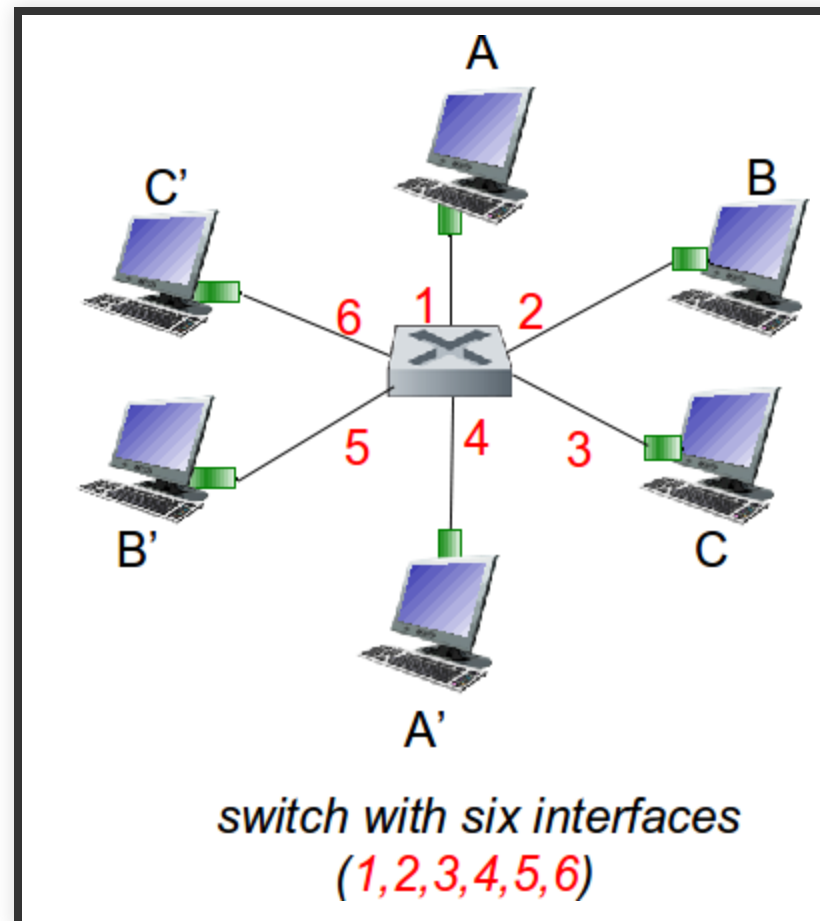 A
C’
B
6
1
2
5
4
3
B’
C
A’
switch with six interfaces
(1,2,3,4,5,6)